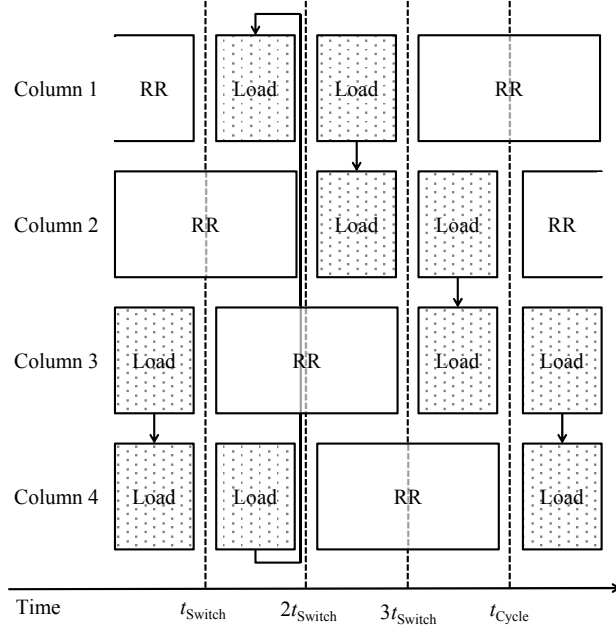 Column 1 RR Load Load RR
Column 2 RR Load Load RR
Column 3 Load RR Load Load
Column 4 Load Load RR Load
Time tSwitch 2tSwitch 3tSwitch tCycle